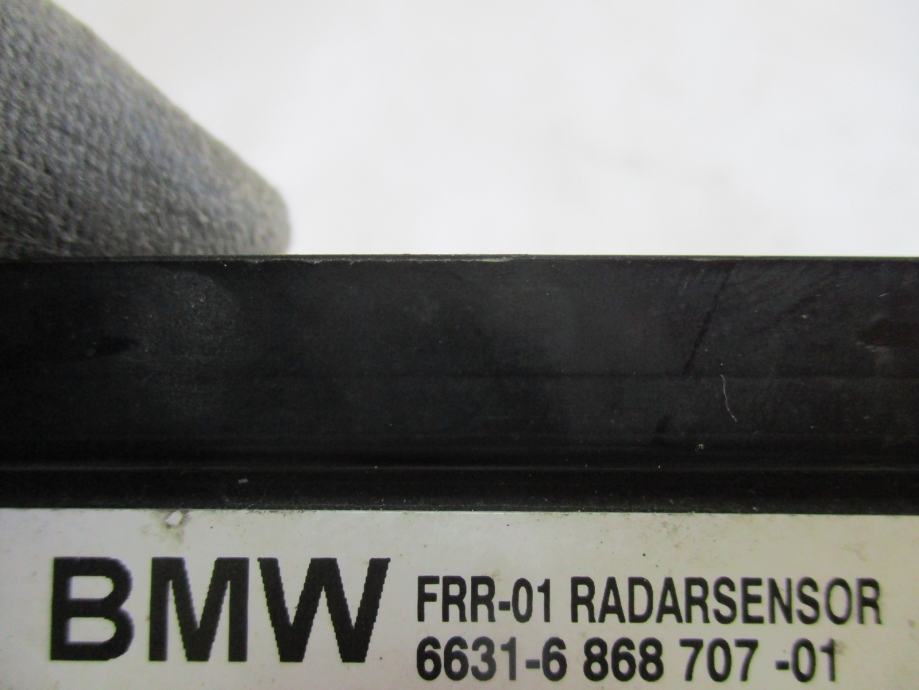 BMW FRR-01 RADARSENSOR
6631-6 868 707 -01